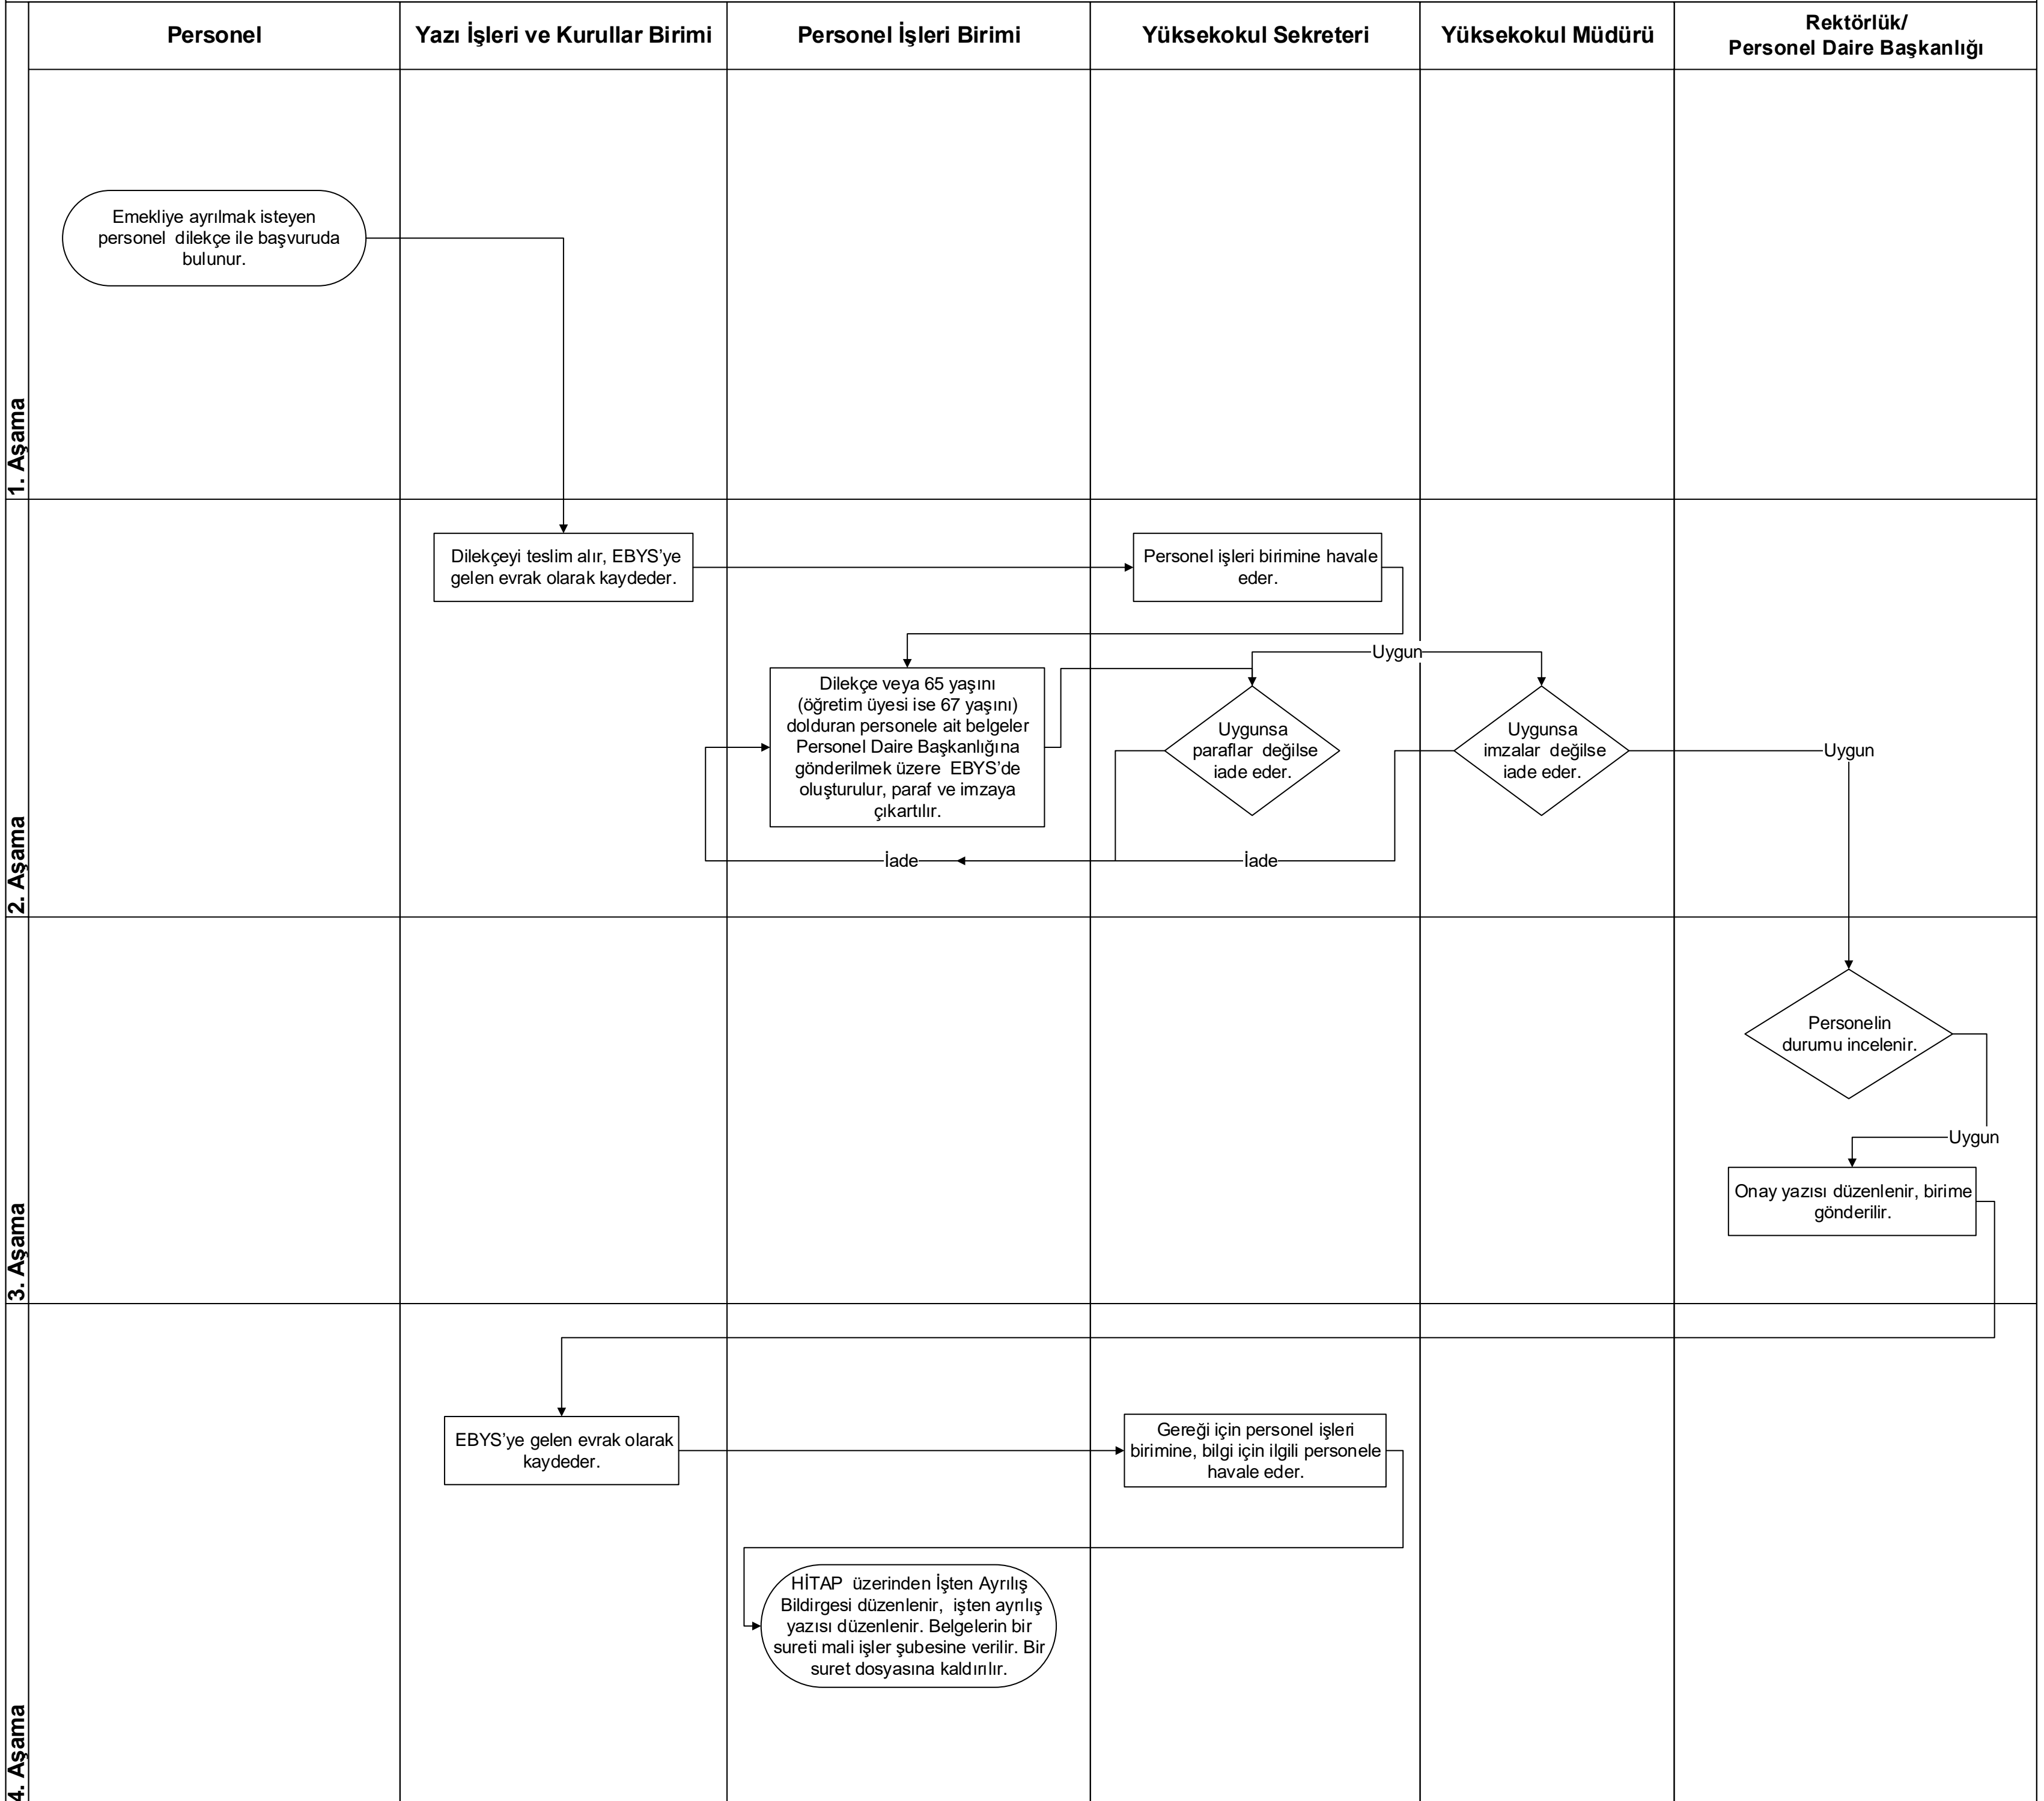 Personel
Yazı İşleri ve Kurullar Birimi
Personel İşleri Birimi
Yüksekokul Sekreteri
Yüksekokul Müdürü
Rektörlük/
Personel Daire Başkanlığı
1. Aşama
Emekliye ayrılmak isteyen
personel dilekçe ile başvuruda
bulunur.
2. Aşama
Dilekçeyi teslim alır, EBYS’ye
gelen evrak olarak kaydeder.
Personel işleri birimine havale
eder.
Uygun
Dilekçe veya 65 yaşını
(öğretim üyesi ise 67 yaşını)
dolduran personele ait belgeler
Personel Daire Başkanlığına
gönderilmek üzere EBYS’de
oluşturulur, paraf ve imzaya
çıkartılır.
Uygunsa
paraflar değilse
iade eder.
Uygunsa
imzalar değilse
iade eder.
Uygun
İade
İade
3. Aşama
Personelin
durumu incelenir.
Uygun
Onay yazısı düzenlenir, birime
gönderilir.
4. Aşama
EBYS’ye gelen evrak olarak
kaydeder.
Gereği için personel işleri
birimine, bilgi için ilgili personele
havale eder.
HİTAP üzerinden İşten Ayrılış
Bildirgesi düzenlenir, işten ayrılış
yazısı düzenlenir. Belgelerin bir
sureti mali işler şubesine verilir. Bir
suret dosyasına kaldırılır.